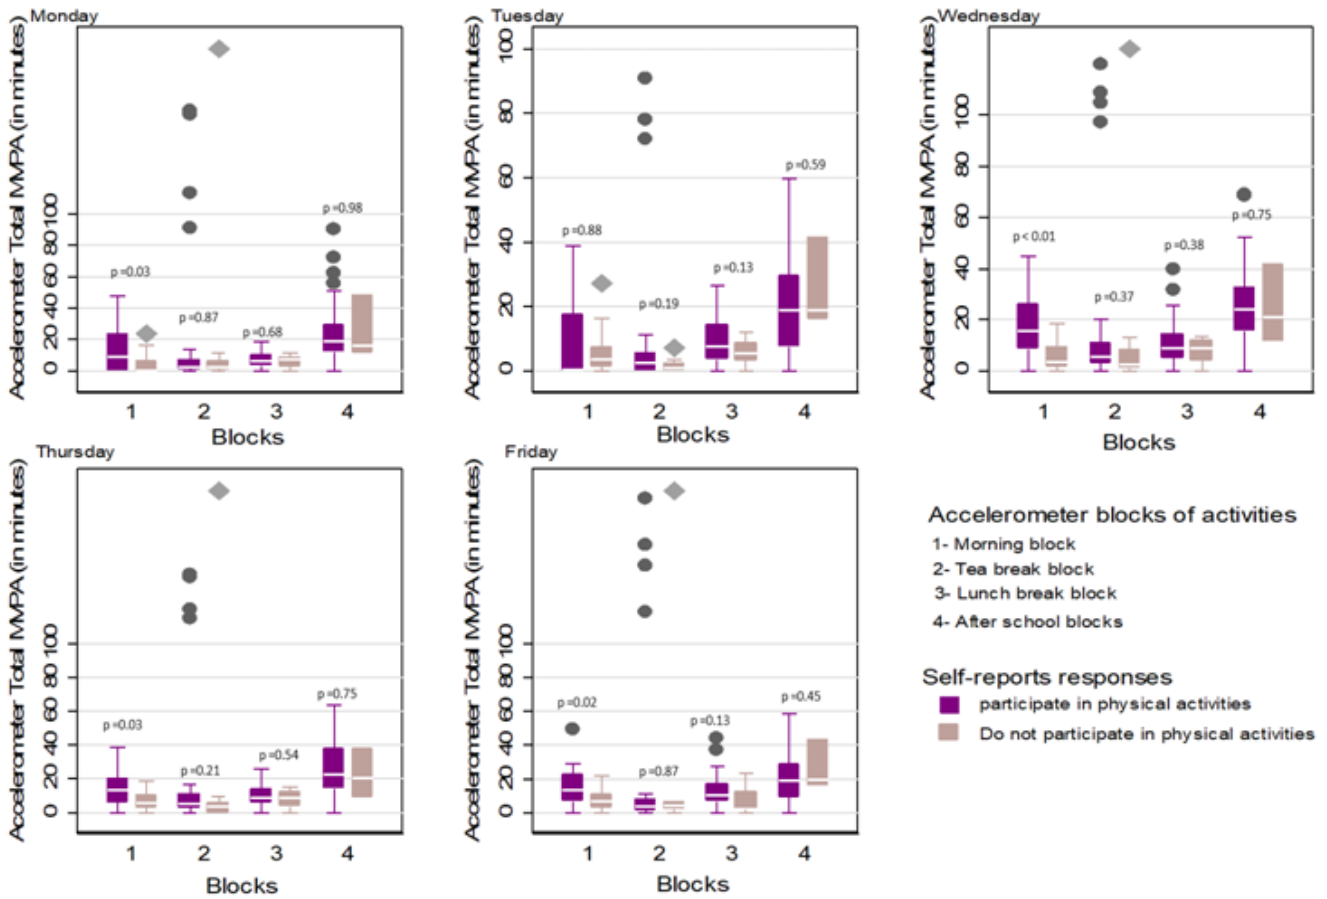 Monday
Accelerometer Total MVPA (in minutes)
0 20 40 60 80 100
p =0.03
p =0.87
p =0.68
p =0.98
1 2 3 4
Blocks
Tuesday
Accelerometer Total MVPA (in minutes)
0 20 40 60 80 100
p =0.88
p =0.19
p =0.13
p =0.59
1 2 3 4
Blocks
Wednesday
Accelerometer Total MVPA (in minutes)
0 20 40 60 80 100
p < 0.01
p =0.37
p =0.38
p =0.75
1 2 3 4
Blocks
Thursday
Accelerometer Total MVPA (in minutes)
0 20 40 60 80 100
p =0.03
p =0.21
p =0.54
p =0.75
1 2 3 4
Blocks
Friday
Accelerometer Total MVPA (in minutes)
0 20 40 60 80 100
p =0.02
p =0.87
p =0.13
p =0.45
1 2 3 4
Blocks
Accelerometer blocks of activities
1- Morning block
2- Tea break block
3- Lunch break block
4- After school blocks
Self-reports responses
participate in physical activities
Do not participate in physical activities